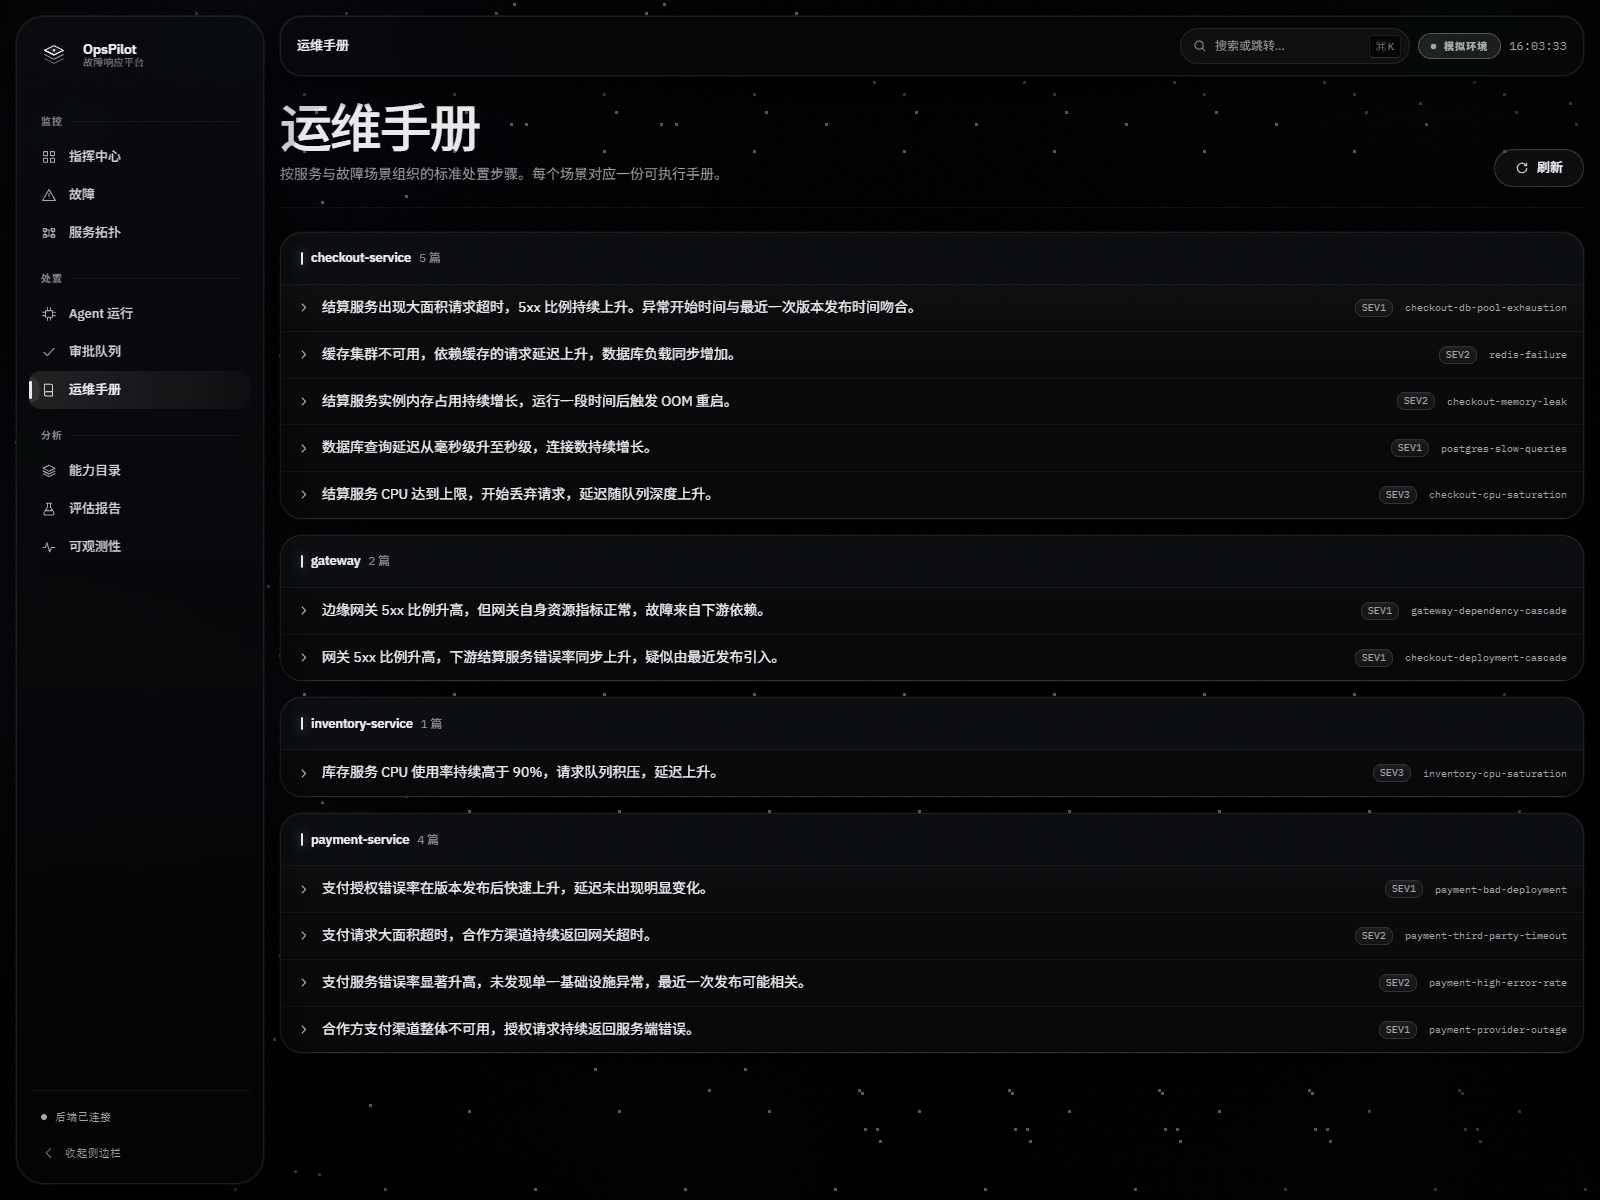 OpsPilot
故障响应平台
监控
指挥中心
故障
服务拓扑
处置
Agent 运行
审批队列
运维手册
分析
能力目录
评估报告
可观测性
后端已连接
收起侧边栏
运维手册
搜索或跳转...
⌘K
模拟环境
16:03:33
运维手册
按服务与故障场景组织的标准处置步骤。每个场景对应一份可执行手册。
刷新
checkout-service 5 篇
结算服务出现大面积请求超时，5xx 比例持续上升。异常开始时间与最近一次版本发布时间吻合。 SEV1 checkout-db-pool-exhaustion
缓存集群不可用，依赖缓存的请求延迟上升，数据库负载同步增加。 SEV2 redis-failure
结算服务实例内存占用持续增长，运行一段时间后触发 OOM 重启。 SEV2 checkout-memory-leak
数据库查询延迟从毫秒级升至秒级，连接数持续增长。 SEV1 postgres-slow-queries
结算服务 CPU 达到上限，开始丢弃请求，延迟随队列深度上升。 SEV3 checkout-cpu-saturation
gateway 2 篇
边缘网关 5xx 比例升高，但网关自身资源指标正常，故障来自下游依赖。 SEV1 gateway-dependency-cascade
网关 5xx 比例升高，下游结算服务错误率同步上升，疑似由最近发布引入。 SEV1 checkout-deployment-cascade
inventory-service 1 篇
库存服务 CPU 使用率持续高于 90%，请求队列积压，延迟上升。 SEV3 inventory-cpu-saturation
payment-service 4 篇
支付授权错误率在版本发布后快速上升，延迟未出现明显变化。 SEV1 payment-bad-deployment
支付请求大面积超时，合作方渠道持续返回网关超时。 SEV2 payment-third-party-timeout
支付服务错误率显著升高，未发现单一基础设施异常，最近一次发布可能相关。 SEV2 payment-high-error-rate
合作方支付渠道整体不可用，授权请求持续返回服务端错误。 SEV1 payment-provider-outage